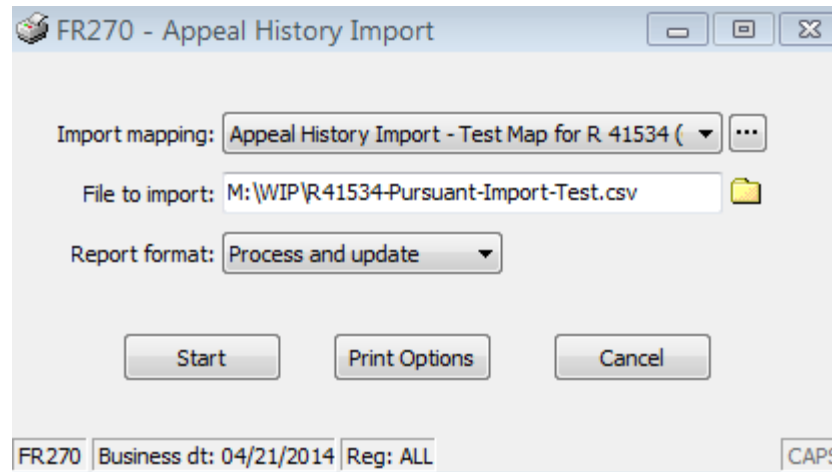 FR270 - Appeal History Import
Import mapping: Appeal History Import - Test Map for R 41534 ( ...
File to import: M:\WIP\R41534-Pursuant-Import-Test.csv
Report format: Process and update
Start Print Options Cancel
FR270 Business dt: 04/21/2014 Reg: ALL CAPS